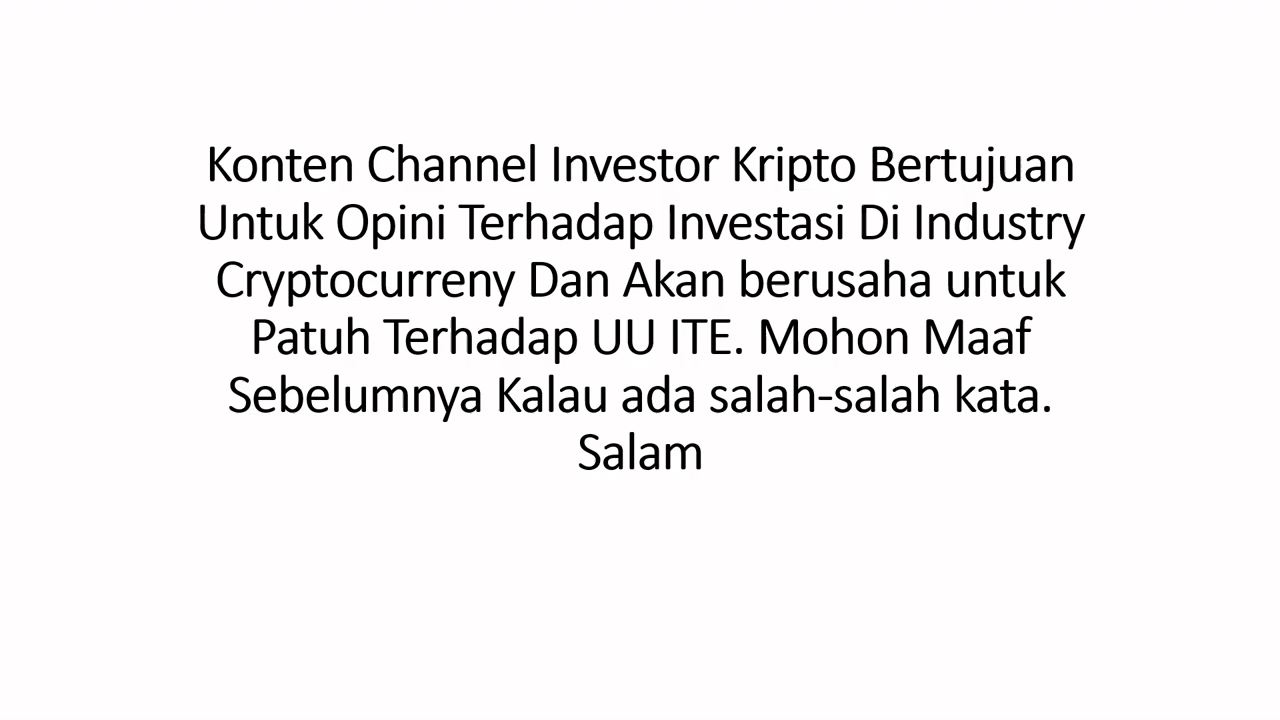 Konten Channel Investor Kripto Bertujuan
Untuk Opini Terhadap Investasi Di Industry
Cryptocurreny Dan Akan berusaha untuk
Patuh Terhadap UU ITE. Mohon Maaf
Sebelumnya Kalau ada salah-salah kata.
Salam